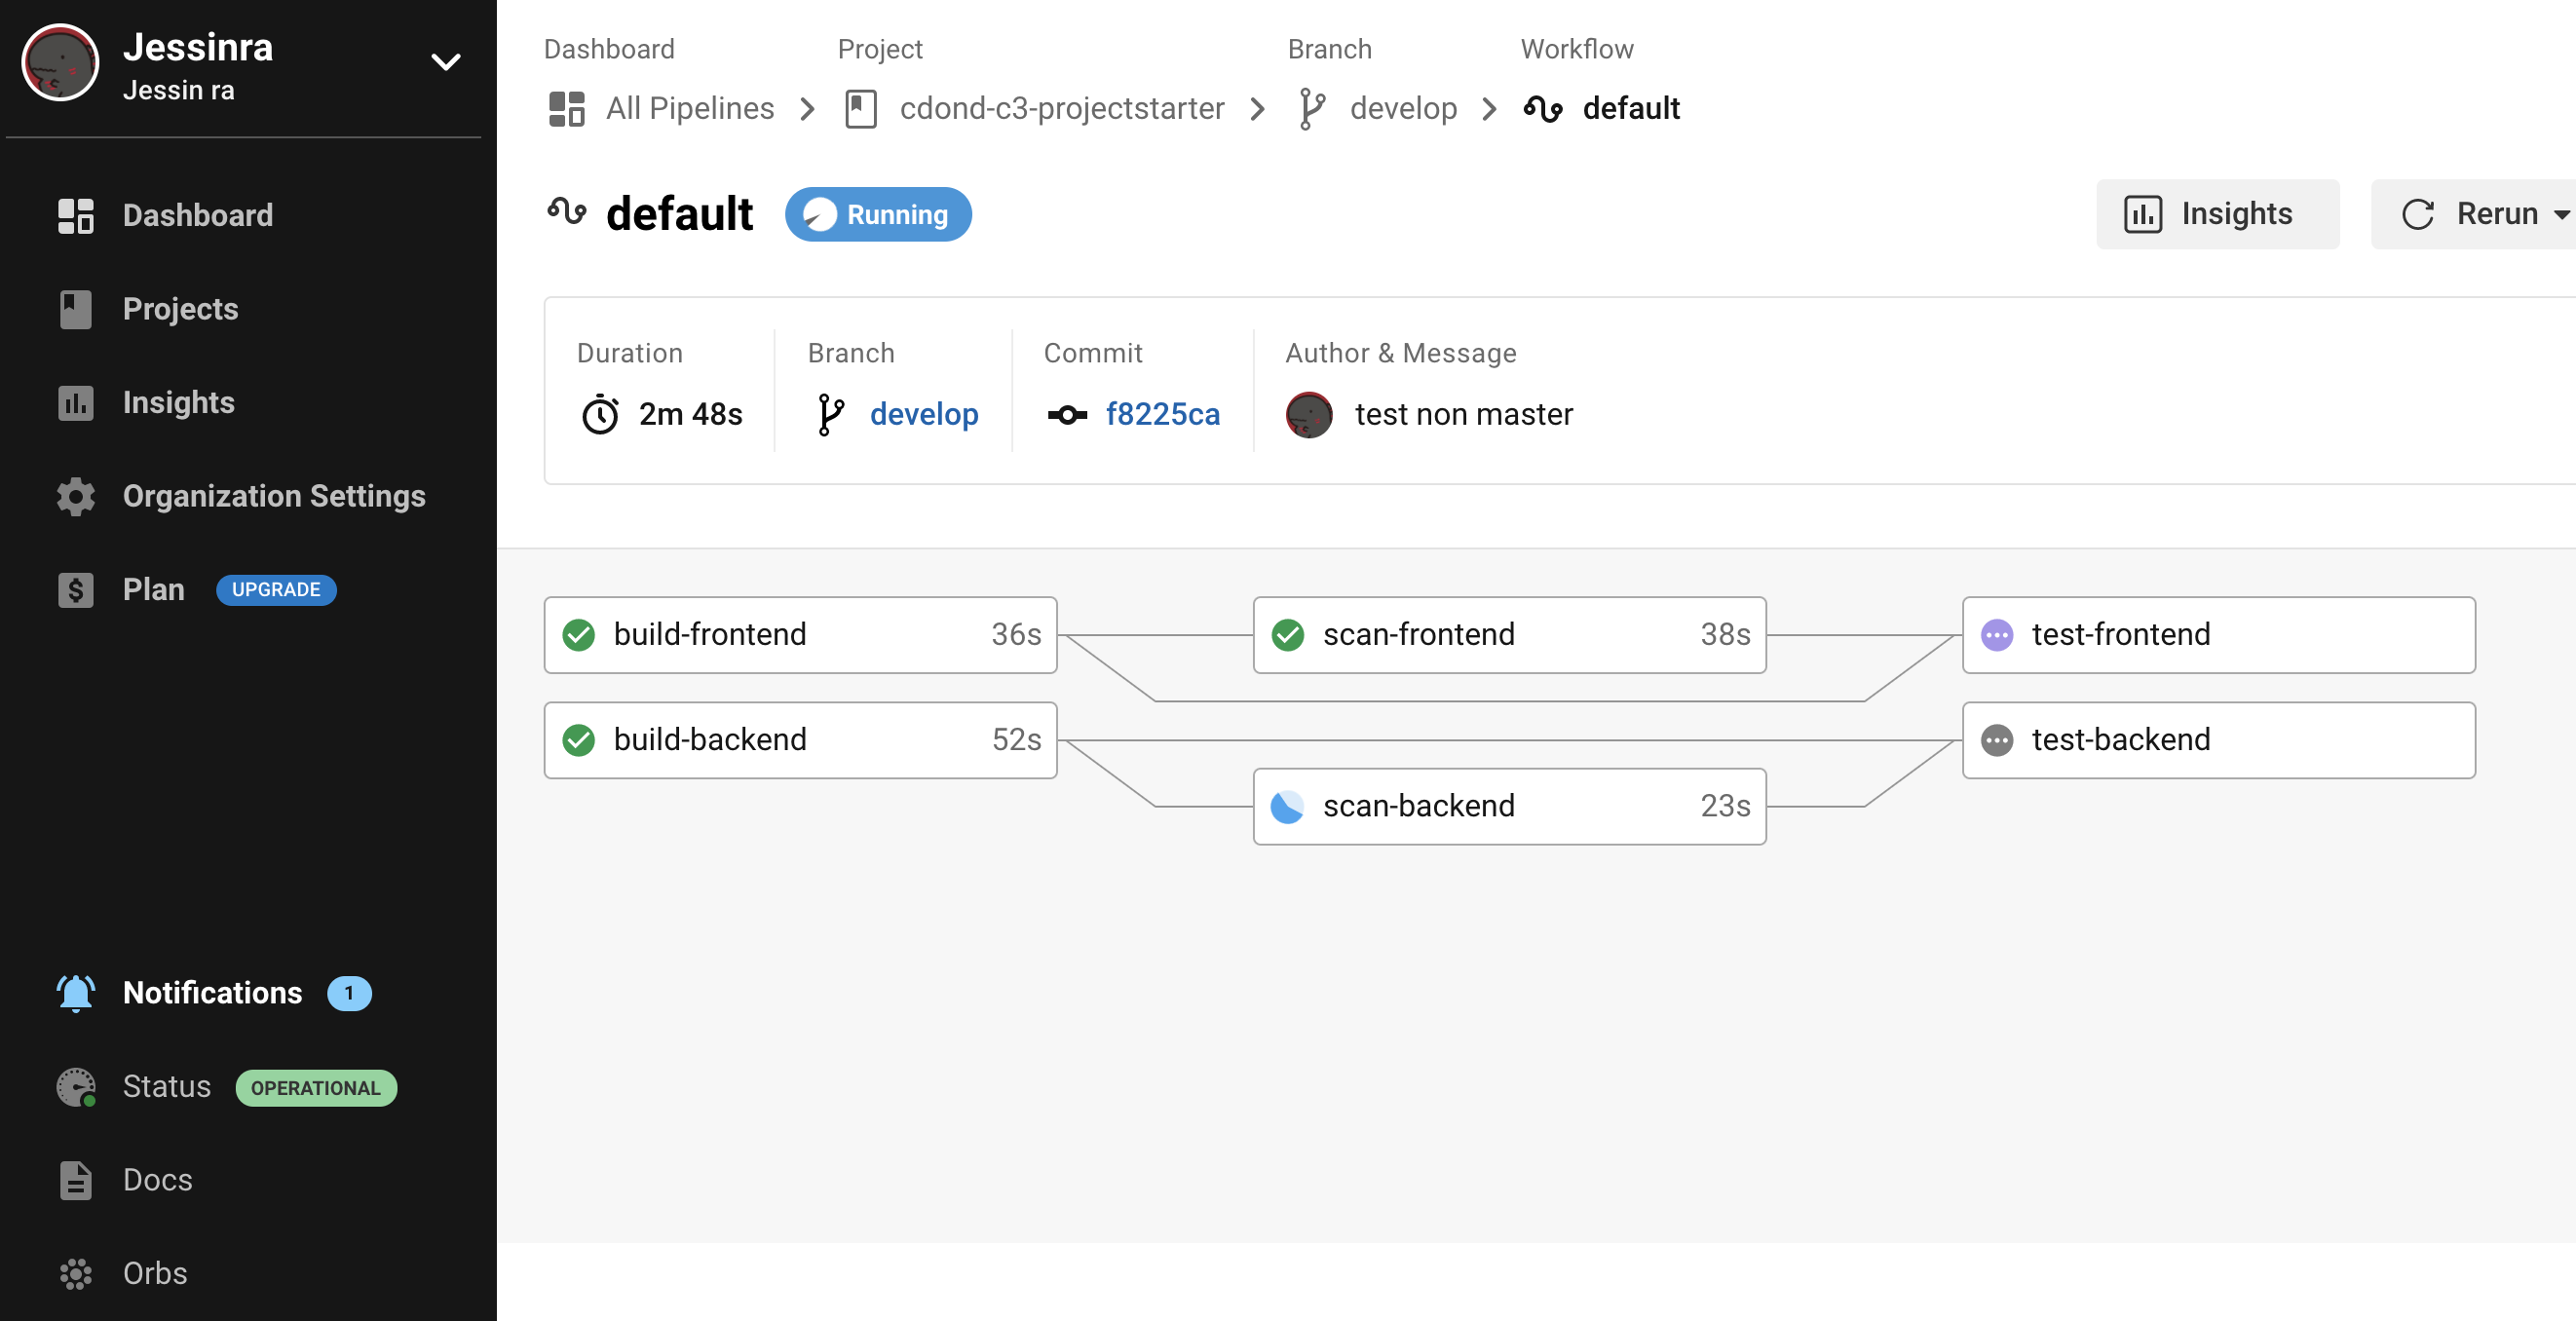 Jessinra
Jessin ra
Dashboard
Projects
Insights
Organization Settings
Plan UPGRADE
Notifications 1
Status OPERATIONAL
Docs
Orbs
Dashboard Project Branch Workflow
All Pipelines cdond-c3-projectstarter develop default
default Running
Insights Rerun
Duration Branch Commit Author & Message
2m 48s develop f8225ca test non master
build-frontend 36s scan-frontend 38s test-frontend
build-backend 52s test-backend
scan-backend 23s